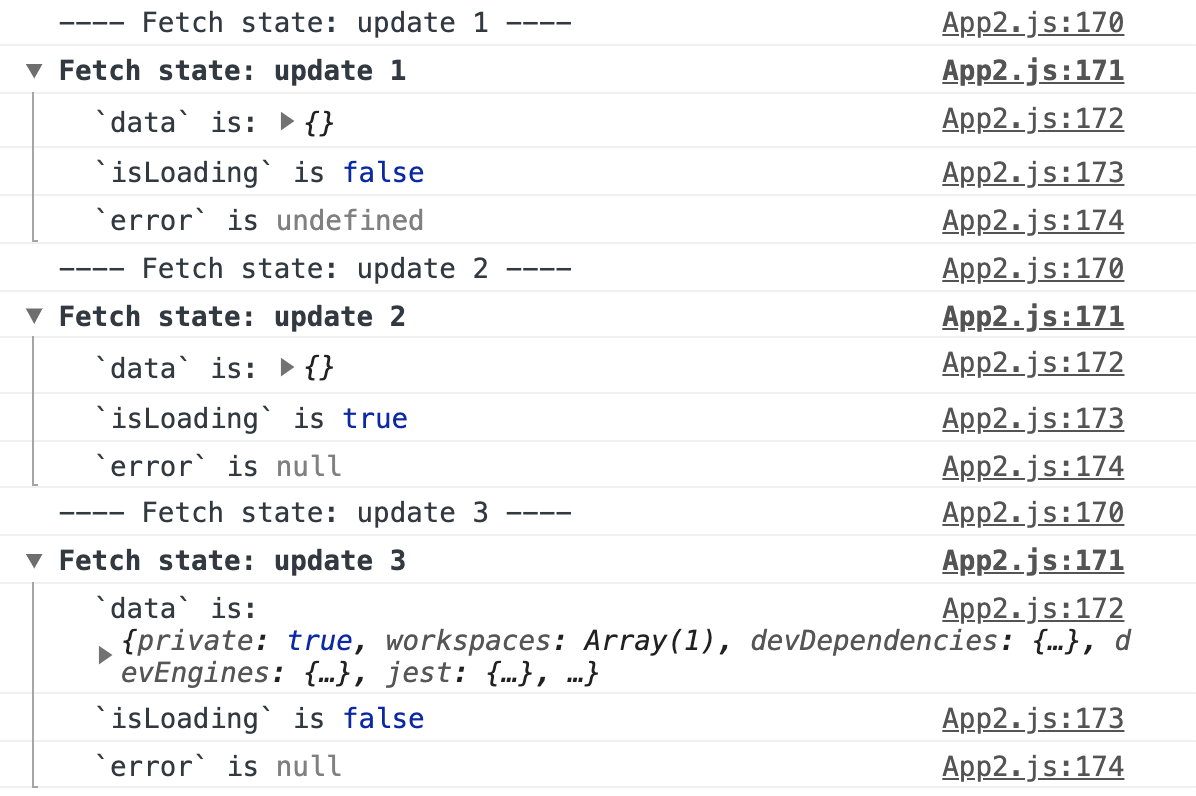 ---- Fetch state: update 1 ---- App2.js:170
▼ Fetch state: update 1 App2.js:171
`data` is: ▶ {} App2.js:172
`isLoading` is false App2.js:173
`error` is undefined App2.js:174
---- Fetch state: update 2 ---- App2.js:170
▼ Fetch state: update 2 App2.js:171
`data` is: ▶ {} App2.js:172
`isLoading` is true App2.js:173
`error` is null App2.js:174
---- Fetch state: update 3 ---- App2.js:170
▼ Fetch state: update 3 App2.js:171
`data` is: App2.js:172
▶ {private: true, workspaces: Array(1), devDependencies: {…}, d
evEngines: {…}, jest: {…}, …}
`isLoading` is false App2.js:173
`error` is null App2.js:174